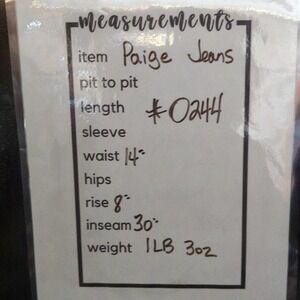 measurements
item Paige Jeans
pit to pit
length #0244
sleeve
waist 14"
hips
rise 8"
inseam 30"
weight 1LB 3oz